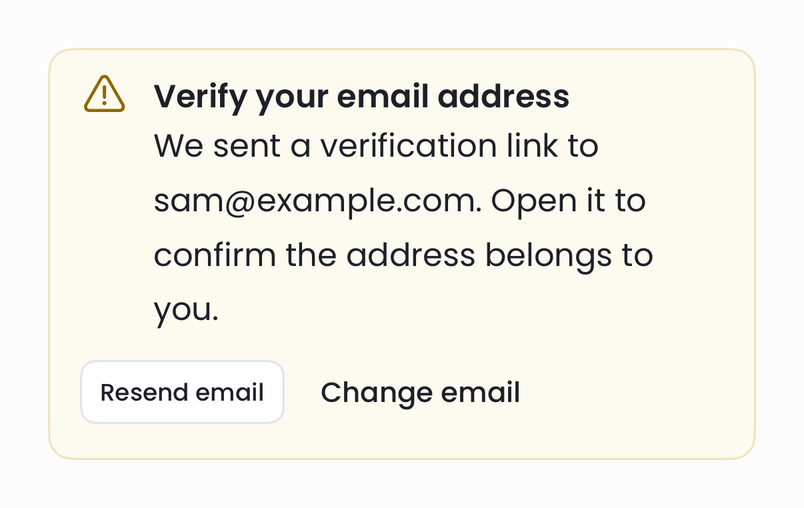 Verify your email address
We sent a verification link to
sam@example.com. Open it to
confirm the address belongs to
you.
Resend email
Change email